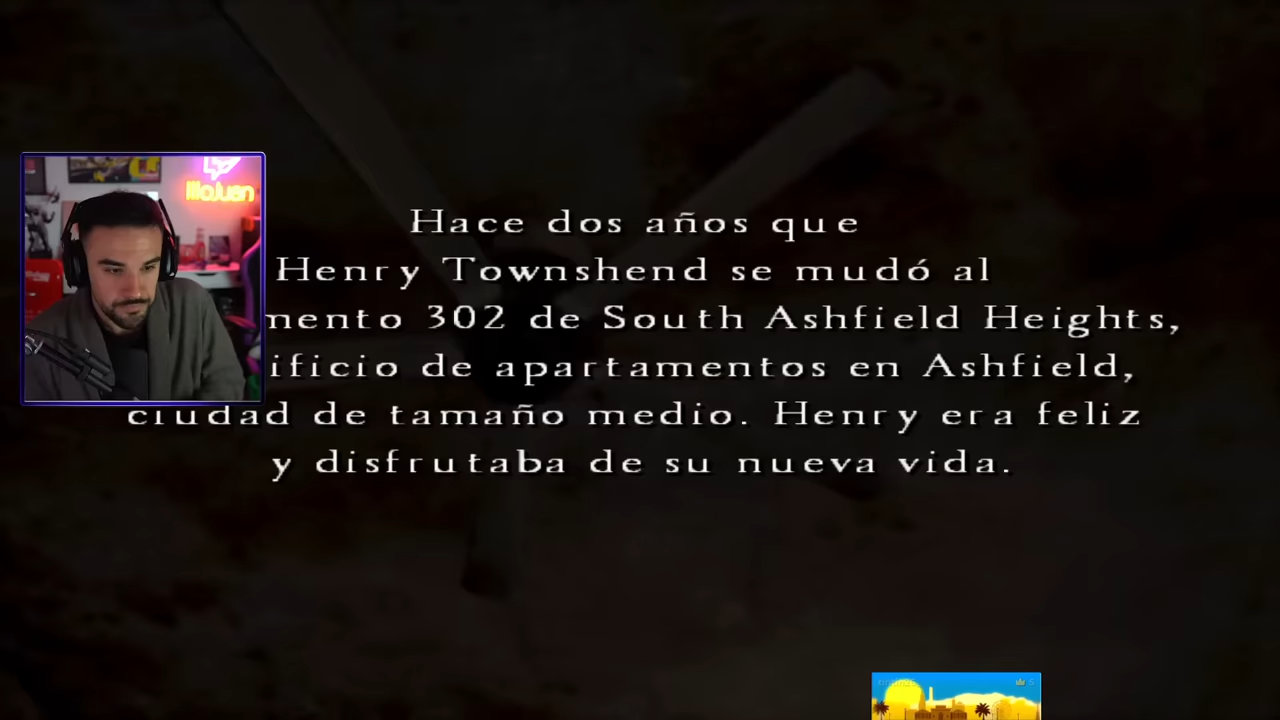 IlloJuan
Hace dos años que
Henry Townshend se mudó al
mento 302 de South Ashfield Heights,
ificio de apartamentos en Ashfield,
ciudad de tamaño medio. Henry era feliz
y disfrutaba de su nueva vida.